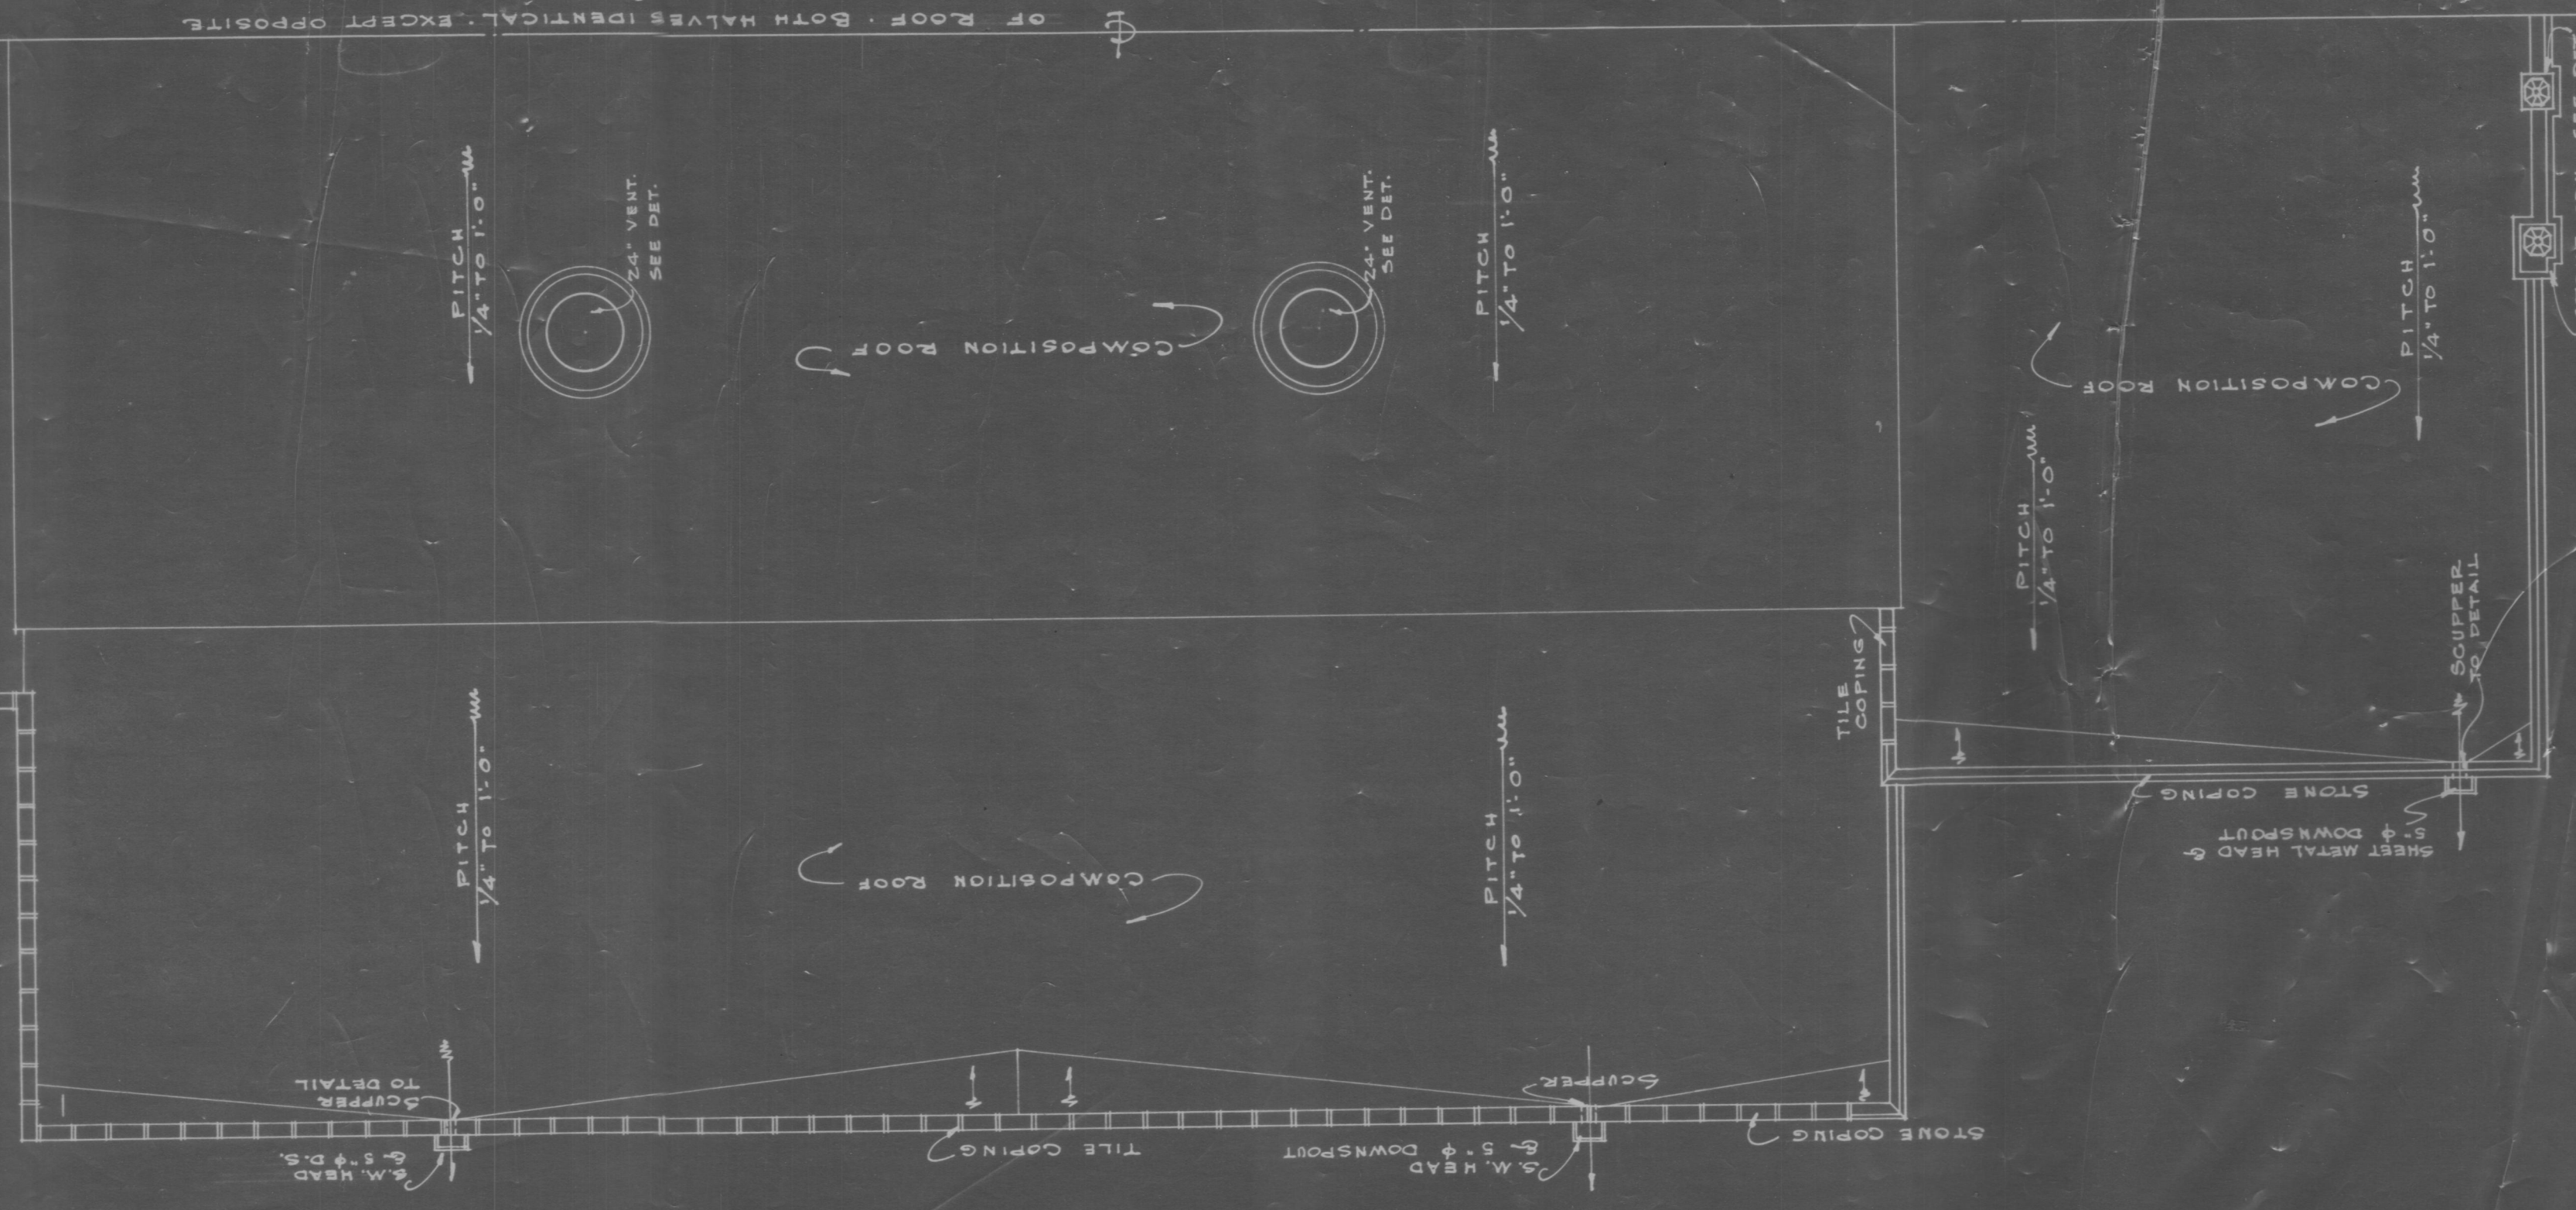 OF ROOF . BOTH HALVES IDENTICAL . EXCEPT OPPOSITE
PITCH
1/4" TO 1'-0"
24" VENT.
SEE DET.
COMPOSITION ROOF
24" VENT.
SEE DET.
PITCH
1/4" TO 1'-0"
COMPOSITION ROOF
PITCH
1/4" TO 1'-0"
PITCH
1/4" TO 1'-0"
SCUPPER
TO DETAIL
TILE
COPING
STONE COPING
SHEET METAL HEAD &
5" φ DOWNSPOUT
PITCH
1/4" TO 1'-0"
COMPOSITION ROOF
PITCH
1/4" TO 1'-0"
SCUPPER
TO DETAIL
S.M. HEAD
& 5" φ D.S.
TILE COPING
SCUPPER
S.M. HEAD
& 5" φ DOWNSPOUT
STONE COPING